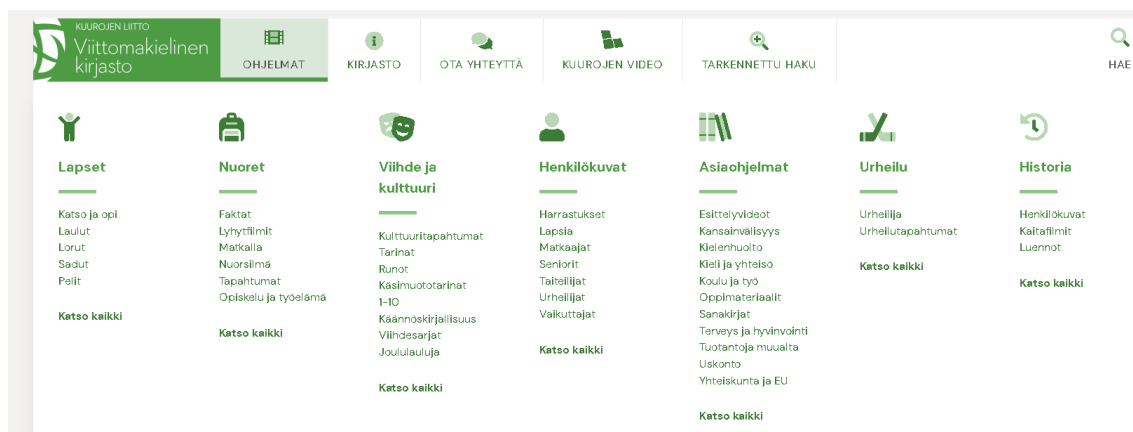 KUUROJEN LIITTO
Viittomakielinen
kirjasto
OHJELMAT
KIRJASTO
OTA YHTEYTTÄ
KUUROJEN VIDEO
TARKENNETTU HAKU
HAE
Lapset
Katso ja opi
Laulut
Lorut
Sadut
Pelit
Katso kaikki
Nuoret
Faktat
Lyhytfilmit
Matkalla
Nuorsilmä
Tapahtumat
Opiskelu ja työelämä
Katso kaikki
Viihde ja
kulttuuri
Kulttuuritapahtumat
Tarinat
Runot
Käsimuototarinat
1-10
Käännöskirjallisuus
Viihdesarjat
Joululauluja
Katso kaikki
Henkilökuvat
Harrastukset
Lapsia
Matkaajat
Seniorit
Taiteilijat
Urheilijat
Vaikuttajat
Katso kaikki
Asiaohjelmat
Esittelyvideot
Kansainvälisyys
Kielenhuolto
Kieli ja yhteisö
Koulu ja työ
Oppimateriaalit
Sanakirjat
Terveys ja hyvinvointi
Tuotantoja muualta
Uskonto
Yhteiskunta ja EU
Katso kaikki
Urheilu
Urheilija
Urheilutapahtumat
Katso kaikki
Historia
Henkilökuvat
Kaitafilmit
Luennot
Katso kaikki